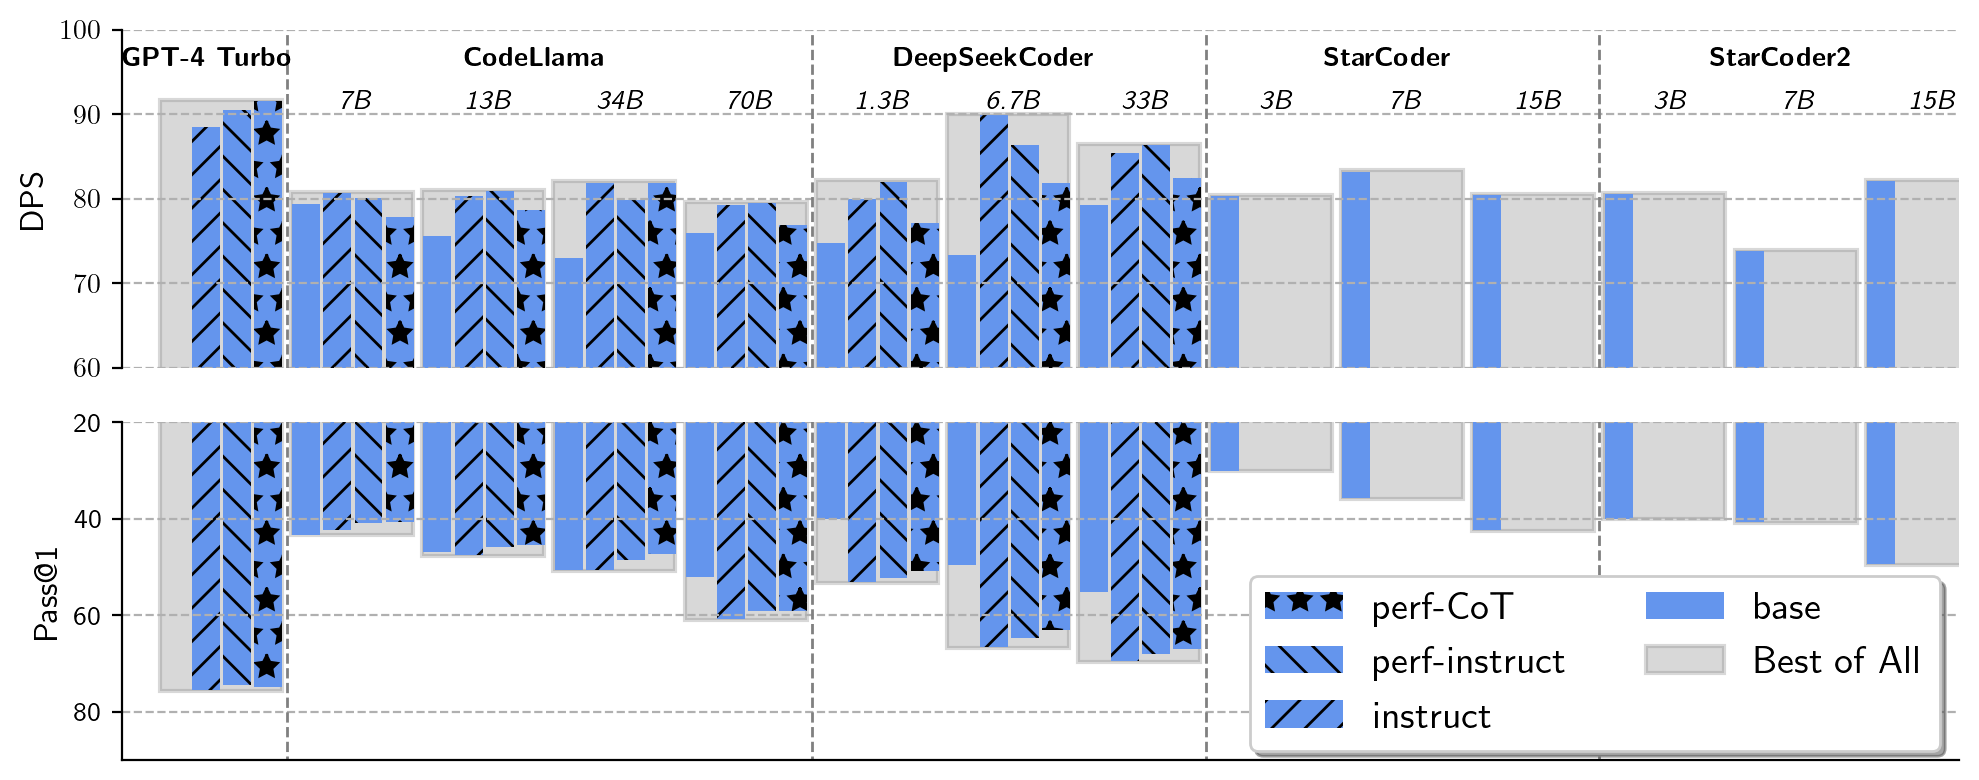 100
GPT-4 Turbo
CodeLlama
DeepSeekCoder
StarCoder
StarCoder2
7B
13B
34B
70B
1.3B
6.7B
33B
3B
7B
15B
3B
7B
15B
90
80
70
60
DPS
20
40
60
80
Pass@1
perf-CoT
perf-instruct
instruct
base
Best of All